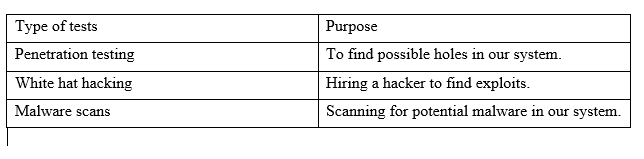 Type of tests Purpose
Penetration testing To find possible holes in our system.
White hat hacking Hiring a hacker to find exploits.
Malware scans Scanning for potential malware in our system.